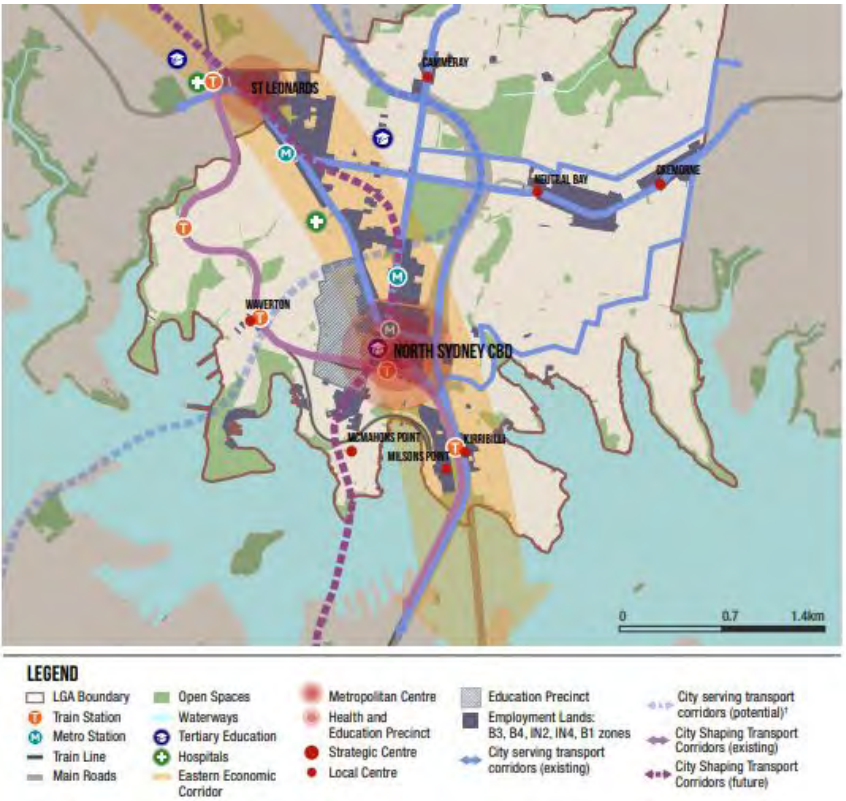 CAMMERAY
ST LEONARDS
T
M
NEUTRAL BAY
CREMORNE
T
M
WAVERTON
T
M
NORTH SYDNEY CBD
T
MCMAHONS POINT
T
KIRRIBILLI
MILSONS POINT
0 0.7 1.4km
LEGEND
LGA Boundary
T Train Station
M Metro Station
Train Line
Main Roads
Open Spaces
Waterways
Tertiary Education
Hospitals
Eastern Economic
Corridor
Metropolitan Centre
Health and
Education Precinct
Strategic Centre
Local Centre
Education Precinct
Employment Lands:
B3, B4, IN2, IN4, B1 zones
City serving transport
corridors (existing)
City serving transport
corridors (potential)†
City Shaping Transport
Corridors (existing)
City Shaping Transport
Corridors (future)